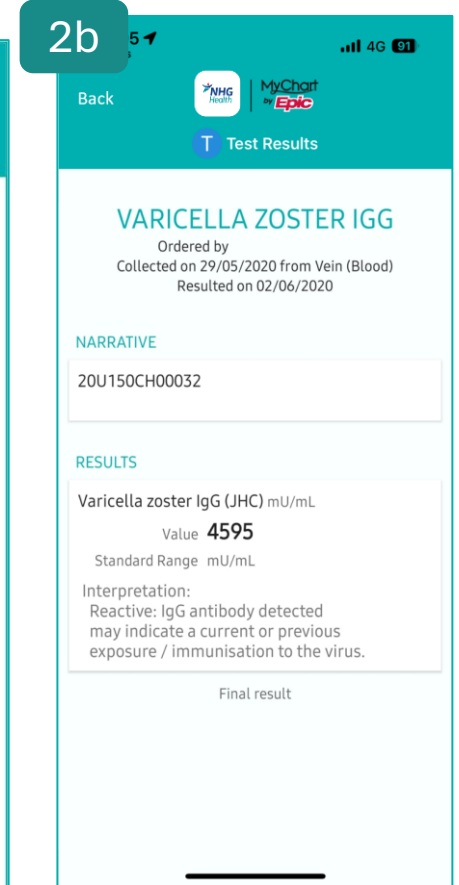 2b
5
4G 91
Back
NHG Health
MyChart by Epic
T Test Results
VARICELLA ZOSTER IGG
Ordered by
Collected on 29/05/2020 from Vein (Blood)
Resulted on 02/06/2020
NARRATIVE
20U150CH00032
RESULTS
Varicella zoster IgG (JHC) mU/mL
Value 4595
Standard Range mU/mL
Interpretation:
Reactive: IgG antibody detected
may indicate a current or previous
exposure / immunisation to the virus.
Final result